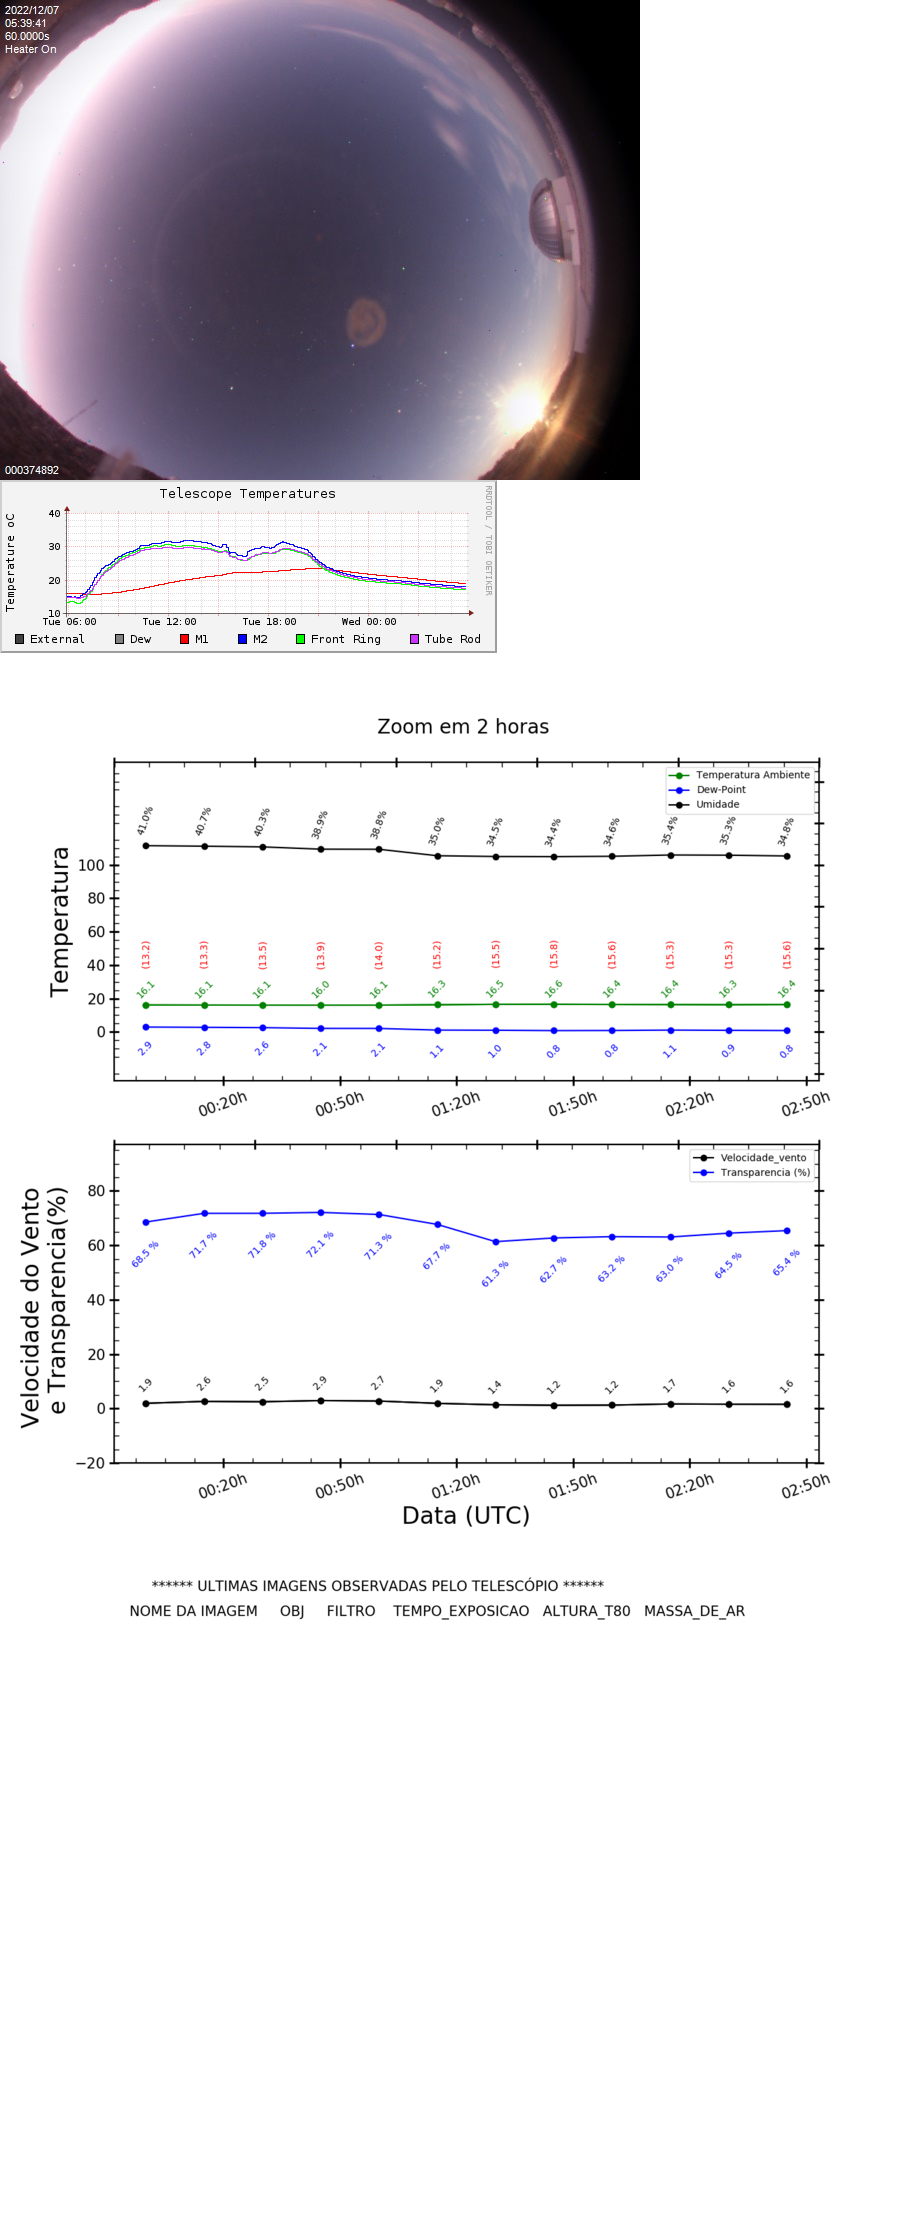 2022/12/07
05:39:41
60.0000s
Heater On
000374892
Telescope Temperatures
RRDTOOL / TOBI OETIKER
Temperature oC
40
30
20
10
Tue 06:00 Tue 12:00 Tue 18:00 Wed 00:00
External Dew M1 M2 Front Ring Tube Rod
Zoom em 2 horas
Temperatura Ambiente
Dew-Point
Umidade
Temperatura
41.0% 40.7% 40.3% 38.9% 38.8% 35.0% 34.5% 34.4% 34.6% 35.4% 35.3% 34.8%
100
80
60
40
20
0
(13.2) (13.3) (13.5) (13.9) (14.0) (15.2) (15.5) (15.8) (15.6) (15.3) (15.3) (15.6)
16.1 16.1 16.1 16.0 16.1 16.3 16.5 16.6 16.4 16.4 16.3 16.4
2.9 2.8 2.6 2.1 2.1 1.1 1.0 0.8 0.8 1.1 0.9 0.8
00:20h 00:50h 01:20h 01:50h 02:20h 02:50h
Velocidade_vento
Transparencia (%)
Velocidade do Vento
e Transparencia(%)
80
60
40
20
0
−20
68.5 % 71.7 % 71.8 % 72.1 % 71.3 % 67.7 % 61.3 % 62.7 % 63.2 % 63.0 % 64.5 % 65.4 %
1.9 2.6 2.5 2.9 2.7 1.9 1.4 1.2 1.2 1.7 1.6 1.6
00:20h 00:50h 01:20h 01:50h 02:20h 02:50h
Data (UTC)
****** ULTIMAS IMAGENS OBSERVADAS PELO TELESCÓPIO ******
NOME DA IMAGEM OBJ FILTRO TEMPO_EXPOSICAO ALTURA_T80 MASSA_DE_AR